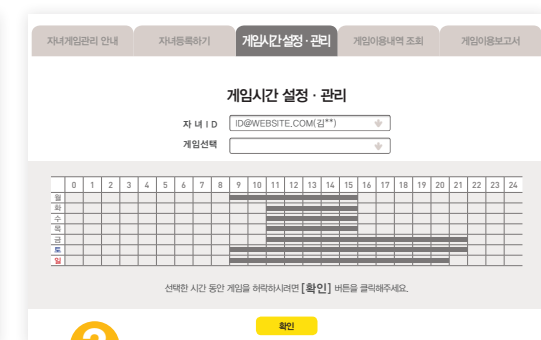 자녀게임관리 안내 자녀등록하기 게임시간 설정 · 관리 게임이용내역 조회 게임이용보고서
게임시간 설정 · 관리
자 녀 I D ID@WEBSITE.COM(김**)
게임선택
0 1 2 3 4 5 6 7 8 9 10 11 12 13 14 15 16 17 18 19 20 21 22 23 24
월
화
수
목
금
토
일
선택한 시간 동안 게임을 허락하시려면 [확인] 버튼을 클릭해주세요.
확인